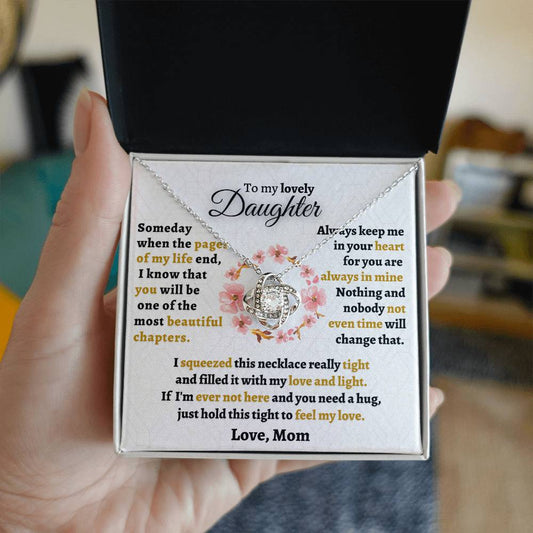 To my lovely
Daughter
Someday
when the pages
of my life end,
I know that
you will be
one of the
most beautiful
chapters.
Always keep me
in your heart
for you are
always in mine
Nothing and
nobody not
even time will
change that.
I squeezed this necklace really tight
and filled it with my love and light.
If I'm ever not here and you need a hug,
just hold this tight to feel my love.
Love, Mom